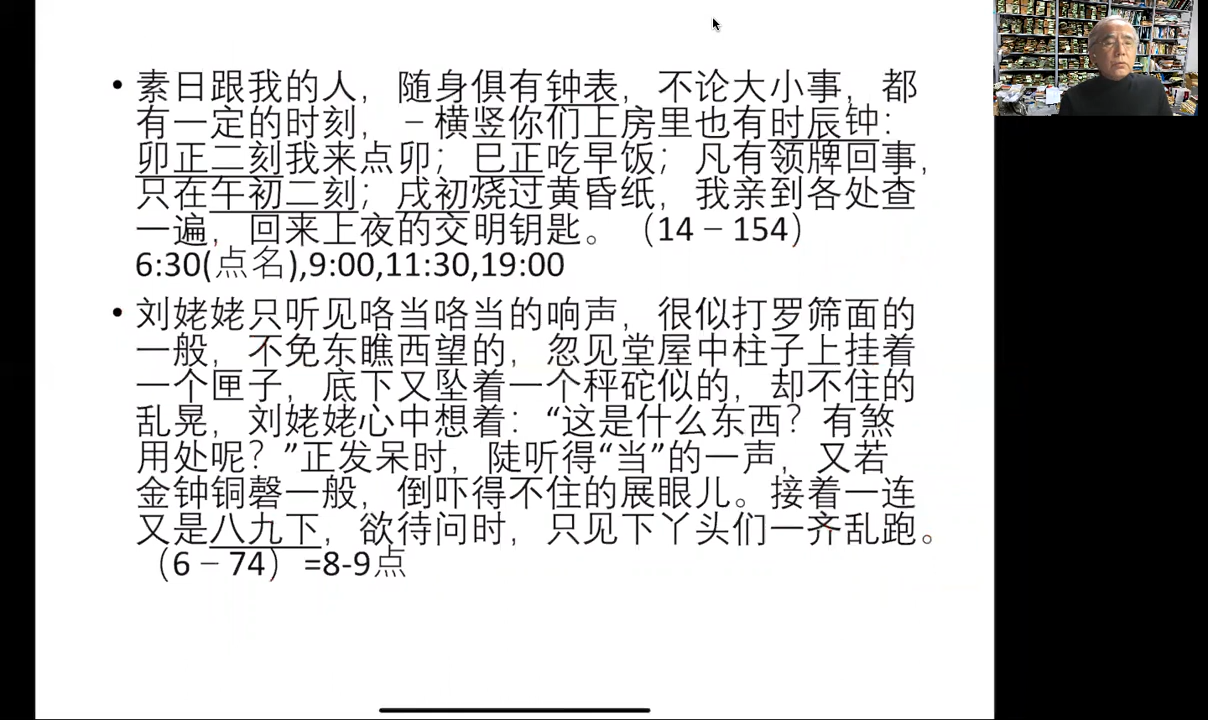 • 素日跟我的人，随身俱有钟表，不论大小事，都
有一定的时刻，－横竖你们上房里也有时辰钟：
卯正二刻我来点卯；巳正吃早饭；凡有领牌回事，
只在午初二刻；戌初烧过黄昏纸，我亲到各处查
一遍，回来上夜的交明钥匙。（14－154）
6:30(点名),9:00,11:30,19:00
• 刘姥姥只听见咯当咯当的响声，很似打罗筛面的
一般，不免东瞧西望的，忽见堂屋中柱子上挂着
一个匣子，底下又坠着一个秤砣似的，却不住的
乱晃，刘姥姥心中想着：“这是什么东西？有煞
用处呢？”正发呆时，陡听得“当”的一声，又若
金钟铜磬一般，倒吓得不住的展眼儿。接着一连
又是八九下，欲待问时，只见下丫头们一齐乱跑。
（6－74）=8-9点